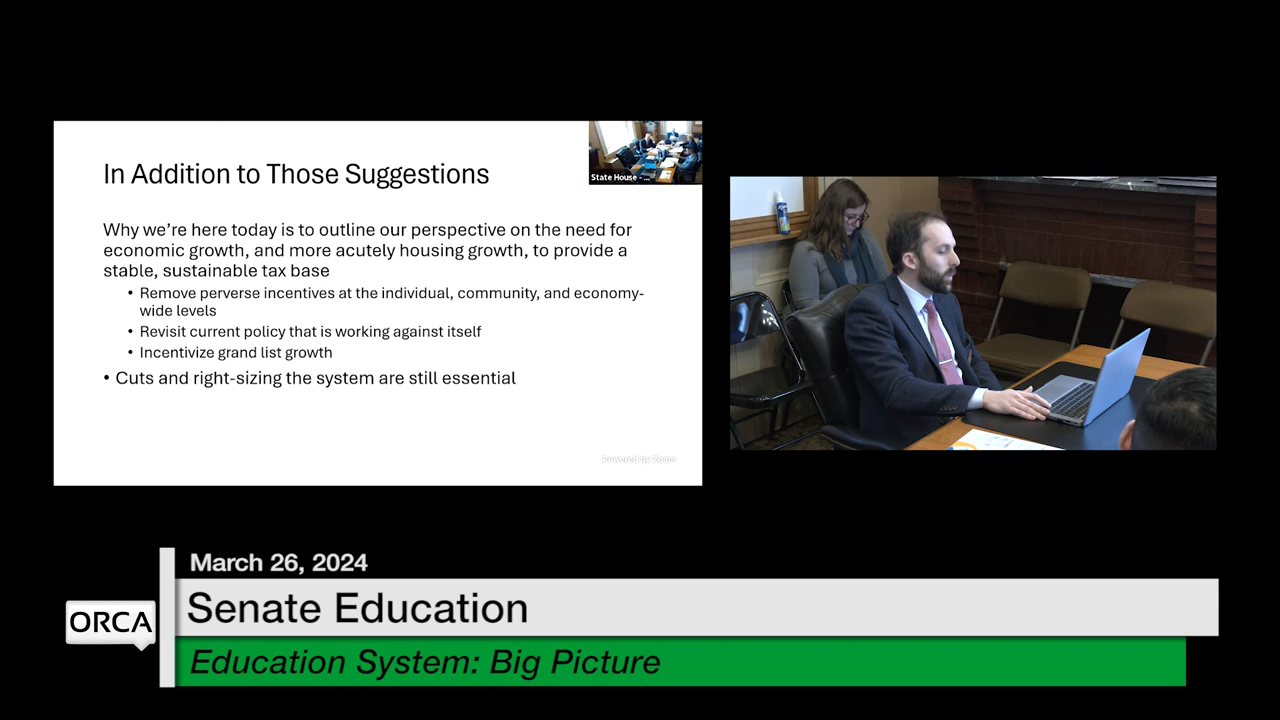 In Addition to Those Suggestions
State House - ...
Why we're here today is to outline our perspective on the need for
economic growth, and more acutely housing growth, to provide a
stable, sustainable tax base
• Remove perverse incentives at the individual, community, and economy-
wide levels
• Revisit current policy that is working against itself
• Incentivize grand list growth
• Cuts and right-sizing the system are still essential
Powered by Zoom
March 26, 2024
ORCA
Senate Education
Education System: Big Picture